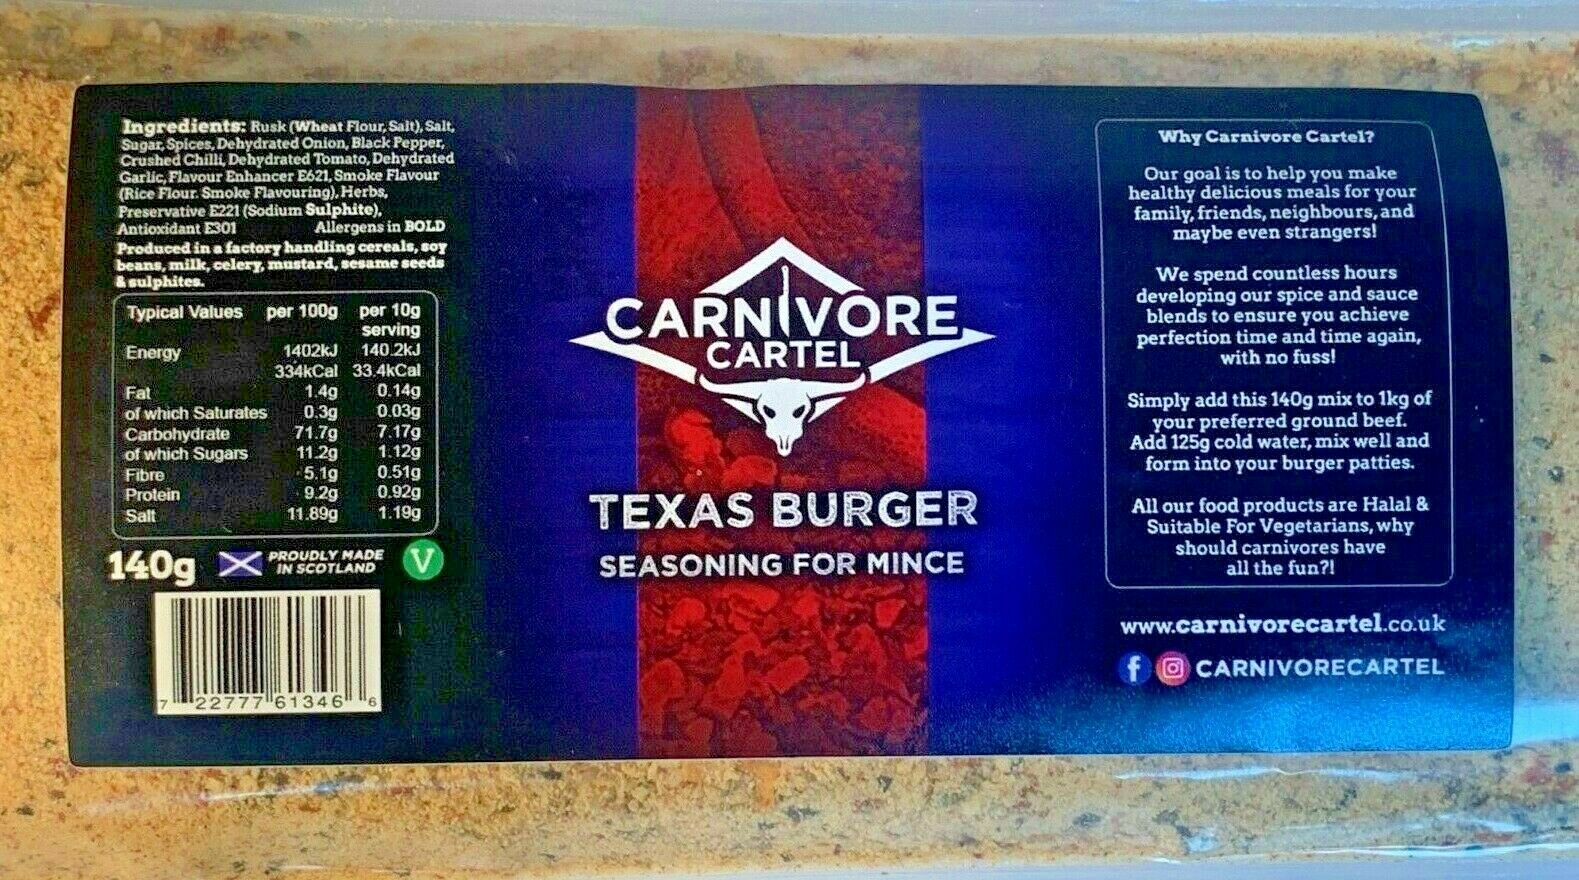 Ingredients: Rusk (Wheat Flour, Salt), Salt,
Sugar, Spices, Dehydrated Onion, Black Pepper,
Crushed Chilli, Dehydrated Tomato, Dehydrated
Garlic, Flavour Enhancer E621, Smoke Flavour
(Rice Flour. Smoke Flavouring), Herbs,
Preservative E221 (Sodium Sulphite),
Antioxidant E301 Allergens in BOLD
Produced in a factory handling cereals, soy
beans, milk, celery, mustard, sesame seeds
& sulphites.
Typical Values per 100g per 10g
serving
Energy 1402kJ 140.2kJ
334kCal 33.4kCal
Fat 1.4g 0.14g
of which Saturates 0.3g 0.03g
Carbohydrate 71.7g 7.17g
of which Sugars 11.2g 1.12g
Fibre 5.1g 0.51g
Protein 9.2g 0.92g
Salt 11.89g 1.19g
140g
PROUDLY MADE
IN SCOTLAND
V
7 22777 61346 6
CARNIVORE
CARTEL
TEXAS BURGER
SEASONING FOR MINCE
Why Carnivore Cartel?
Our goal is to help you make
healthy delicious meals for your
family, friends, neighbours, and
maybe even strangers!
We spend countless hours
developing our spice and sauce
blends to ensure you achieve
perfection time and time again,
with no fuss!
Simply add this 140g mix to 1kg of
your preferred ground beef.
Add 125g cold water, mix well and
form into your burger patties.
All our food products are Halal &
Suitable For Vegetarians, why
should carnivores have
all the fun?!
www.carnivorecartel.co.uk
f CARNIVORECARTEL